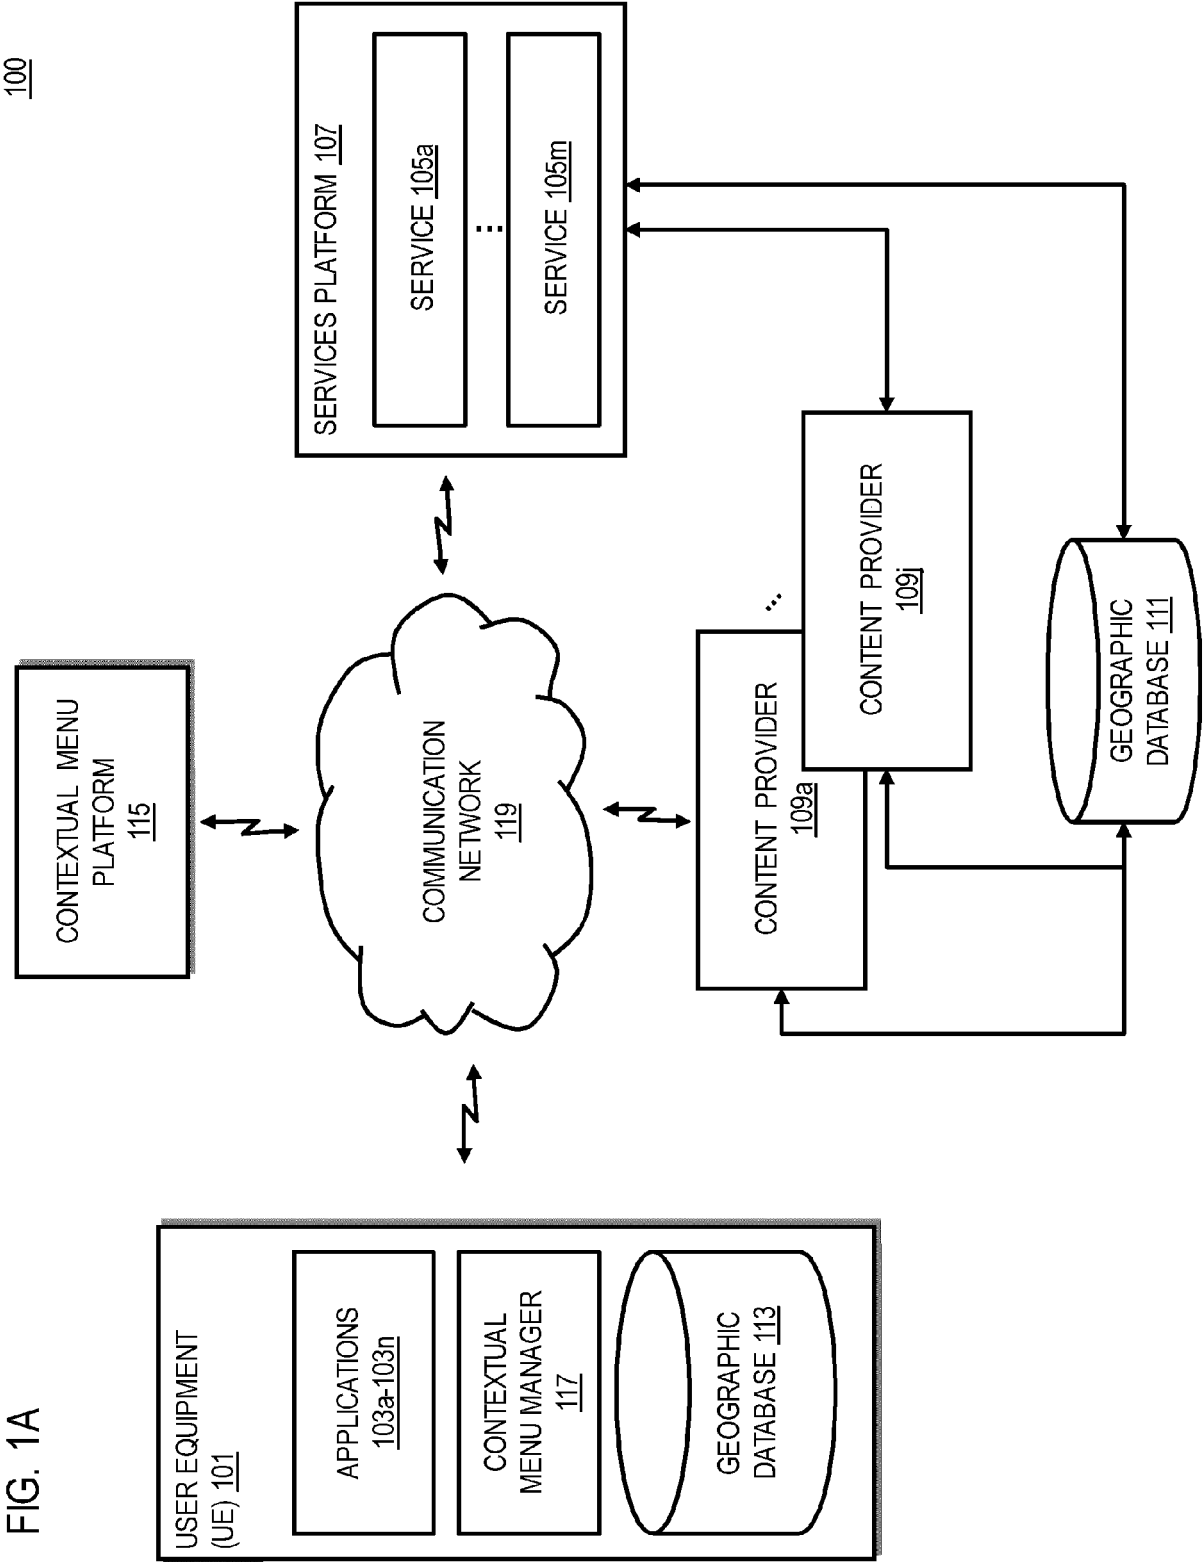 FIG. 1A
100
CONTEXTUAL MENU
PLATFORM
115
USER EQUIPMENT
(UE) 101
APPLICATIONS
103a-103n
CONTEXTUAL
MENU MANAGER
117
GEOGRAPHIC
DATABASE 113
COMMUNICATION
NETWORK
119
SERVICES PLATFORM 107
SERVICE 105a
...
SERVICE 105m
CONTENT PROVIDER
109a
...
CONTENT PROVIDER
109j
GEOGRAPHIC
DATABASE 111